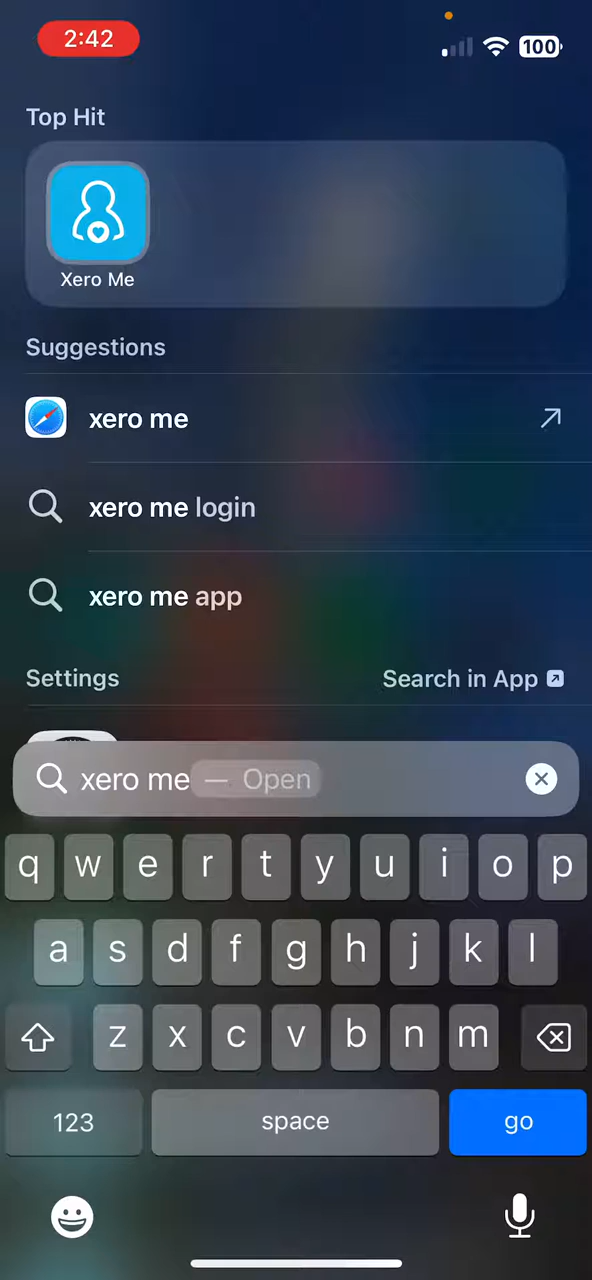 2:42
100
Top Hit
Xero Me
Suggestions
xero me
xero me login
xero me app
Settings Search in App
xero me — Open
q w e r t y u i o p
a s d f g h j k l
z x c v b n m
123 space go